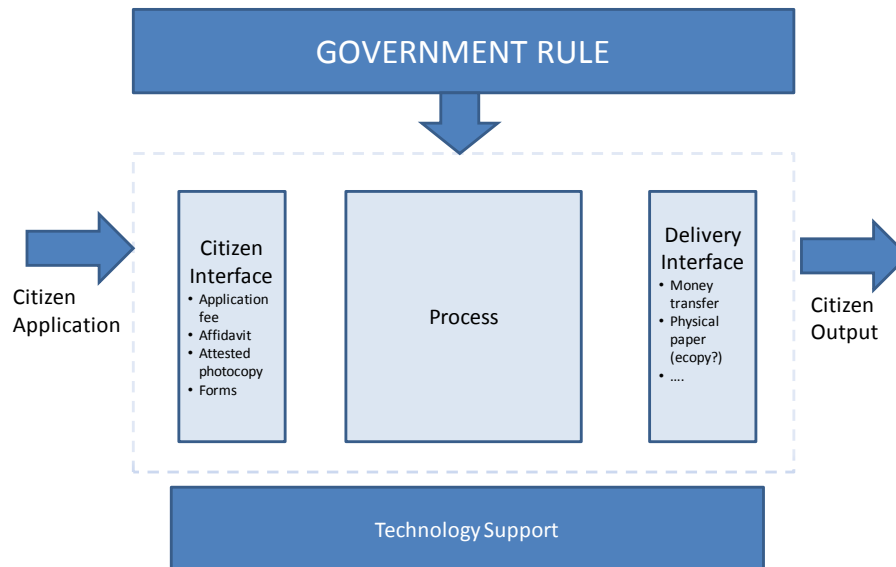 GOVERNMENT RULE
Citizen
Application
Citizen
Interface
• Application
fee
• Affidavit
• Attested
photocopy
• Forms
Process
Delivery
Interface
• Money
transfer
• Physical
paper
(ecopy?)
• ....
Citizen
Output
Technology Support